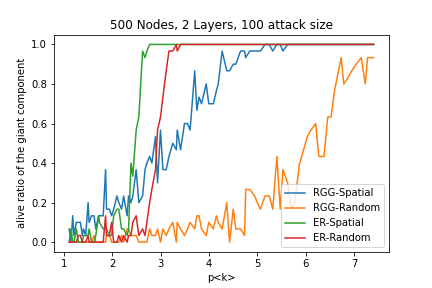 500 Nodes, 2 Layers, 100 attack size
alive ratio of the giant component
1.0
0.8
0.6
0.4
0.2
0.0
1 2 3 4 5 6 7
p<k>
RGG-Spatial
RGG-Random
ER-Spatial
ER-Random